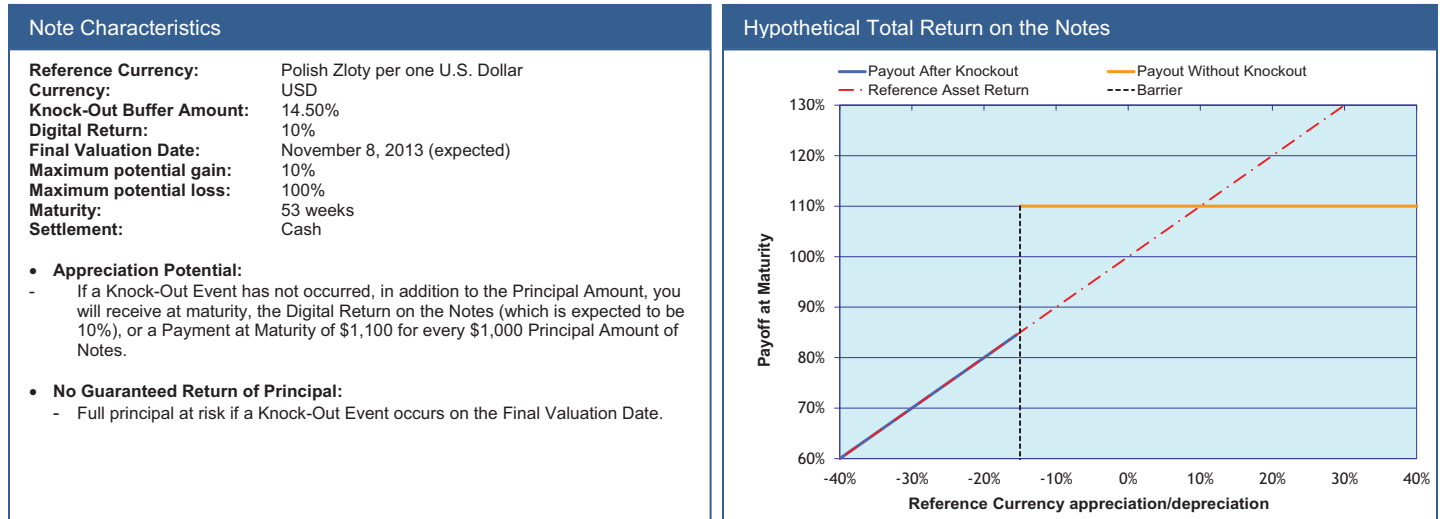 Note Characteristics
Reference Currency: Polish Zloty per one U.S. Dollar
Currency: USD
Knock-Out Buffer Amount: 14.50%
Digital Return: 10%
Final Valuation Date: November 8, 2013 (expected)
Maximum potential gain: 10%
Maximum potential loss: 100%
Maturity: 53 weeks
Settlement: Cash
• Appreciation Potential:
- If a Knock-Out Event has not occurred, in addition to the Principal Amount, you
will receive at maturity, the Digital Return on the Notes (which is expected to be
10%), or a Payment at Maturity of $1,100 for every $1,000 Principal Amount of
Notes.
• No Guaranteed Return of Principal:
- Full principal at risk if a Knock-Out Event occurs on the Final Valuation Date.
Hypothetical Total Return on the Notes
Payout After Knockout Payout Without Knockout
Reference Asset Return Barrier
130%
120%
110%
100%
90%
80%
70%
60%
Payoff at Maturity
-40% -30% -20% -10% 0% 10% 20% 30% 40%
Reference Currency appreciation/depreciation